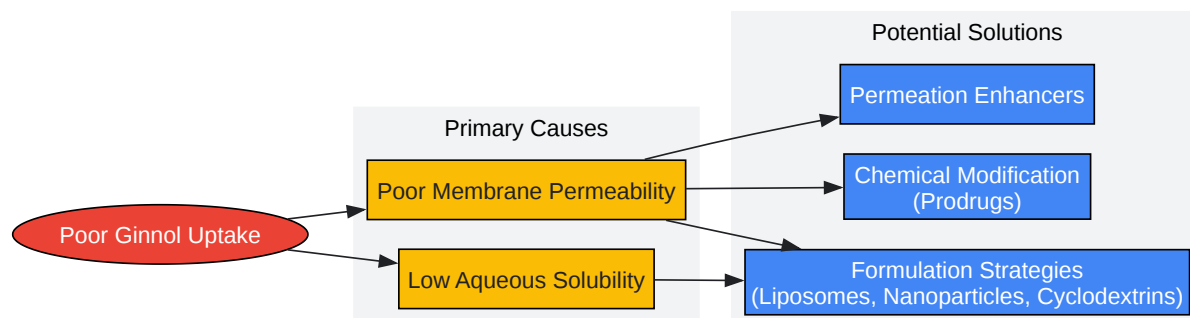 Poor Ginnol Uptake
Primary Causes
Poor Membrane Permeability
Low Aqueous Solubility
Potential Solutions
Permeation Enhancers
Chemical Modification
(Prodrugs)
Formulation Strategies
(Liposomes, Nanoparticles, Cyclodextrins)